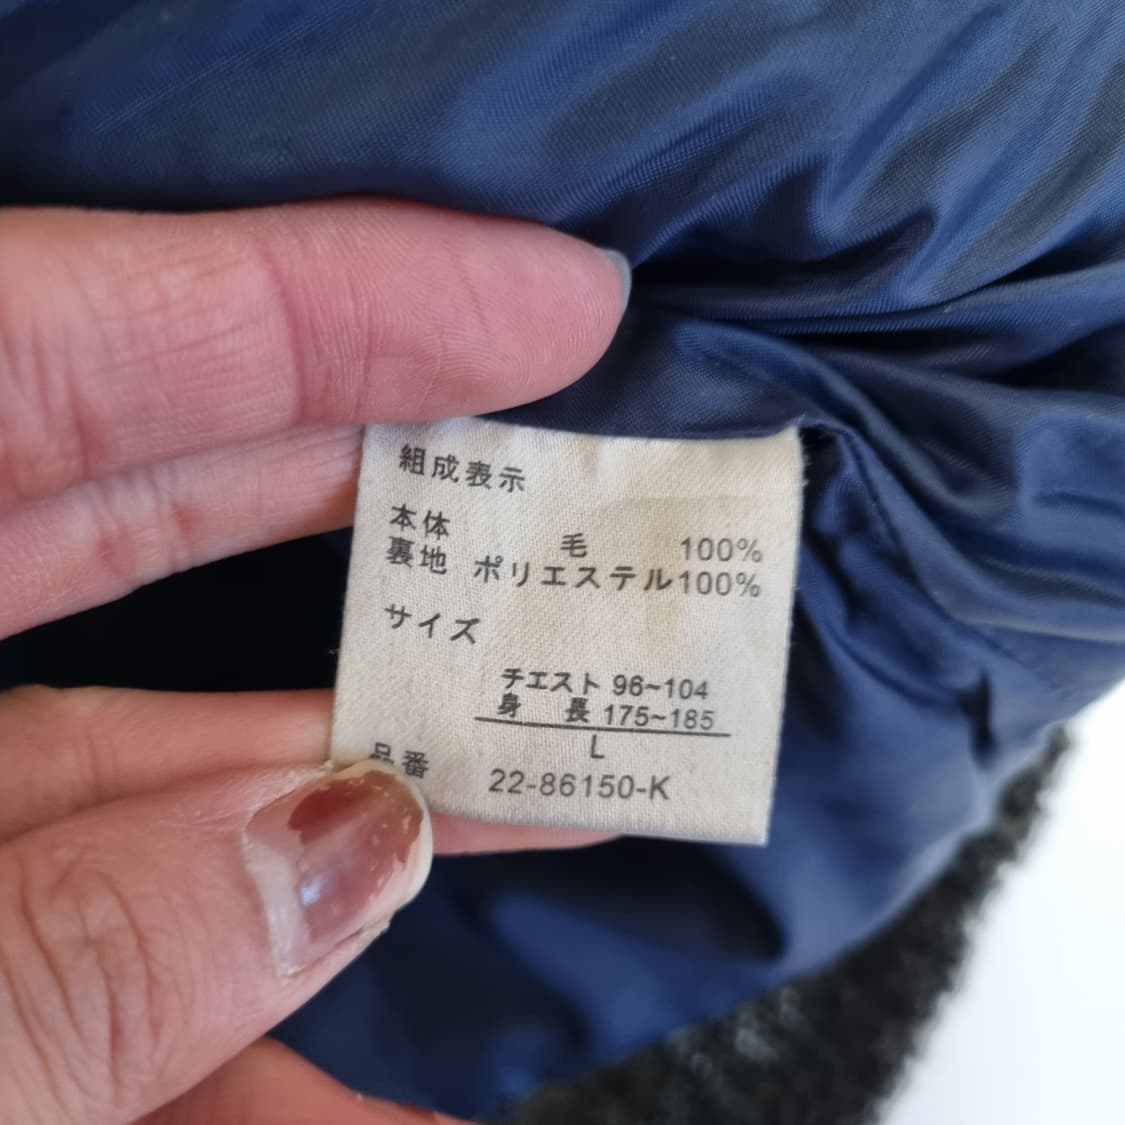 組成表示
本体 毛 100%
裏地 ポリエステル100%
サイズ
チエスト 96~104
身長 175~185
L
品番 22-86150-K